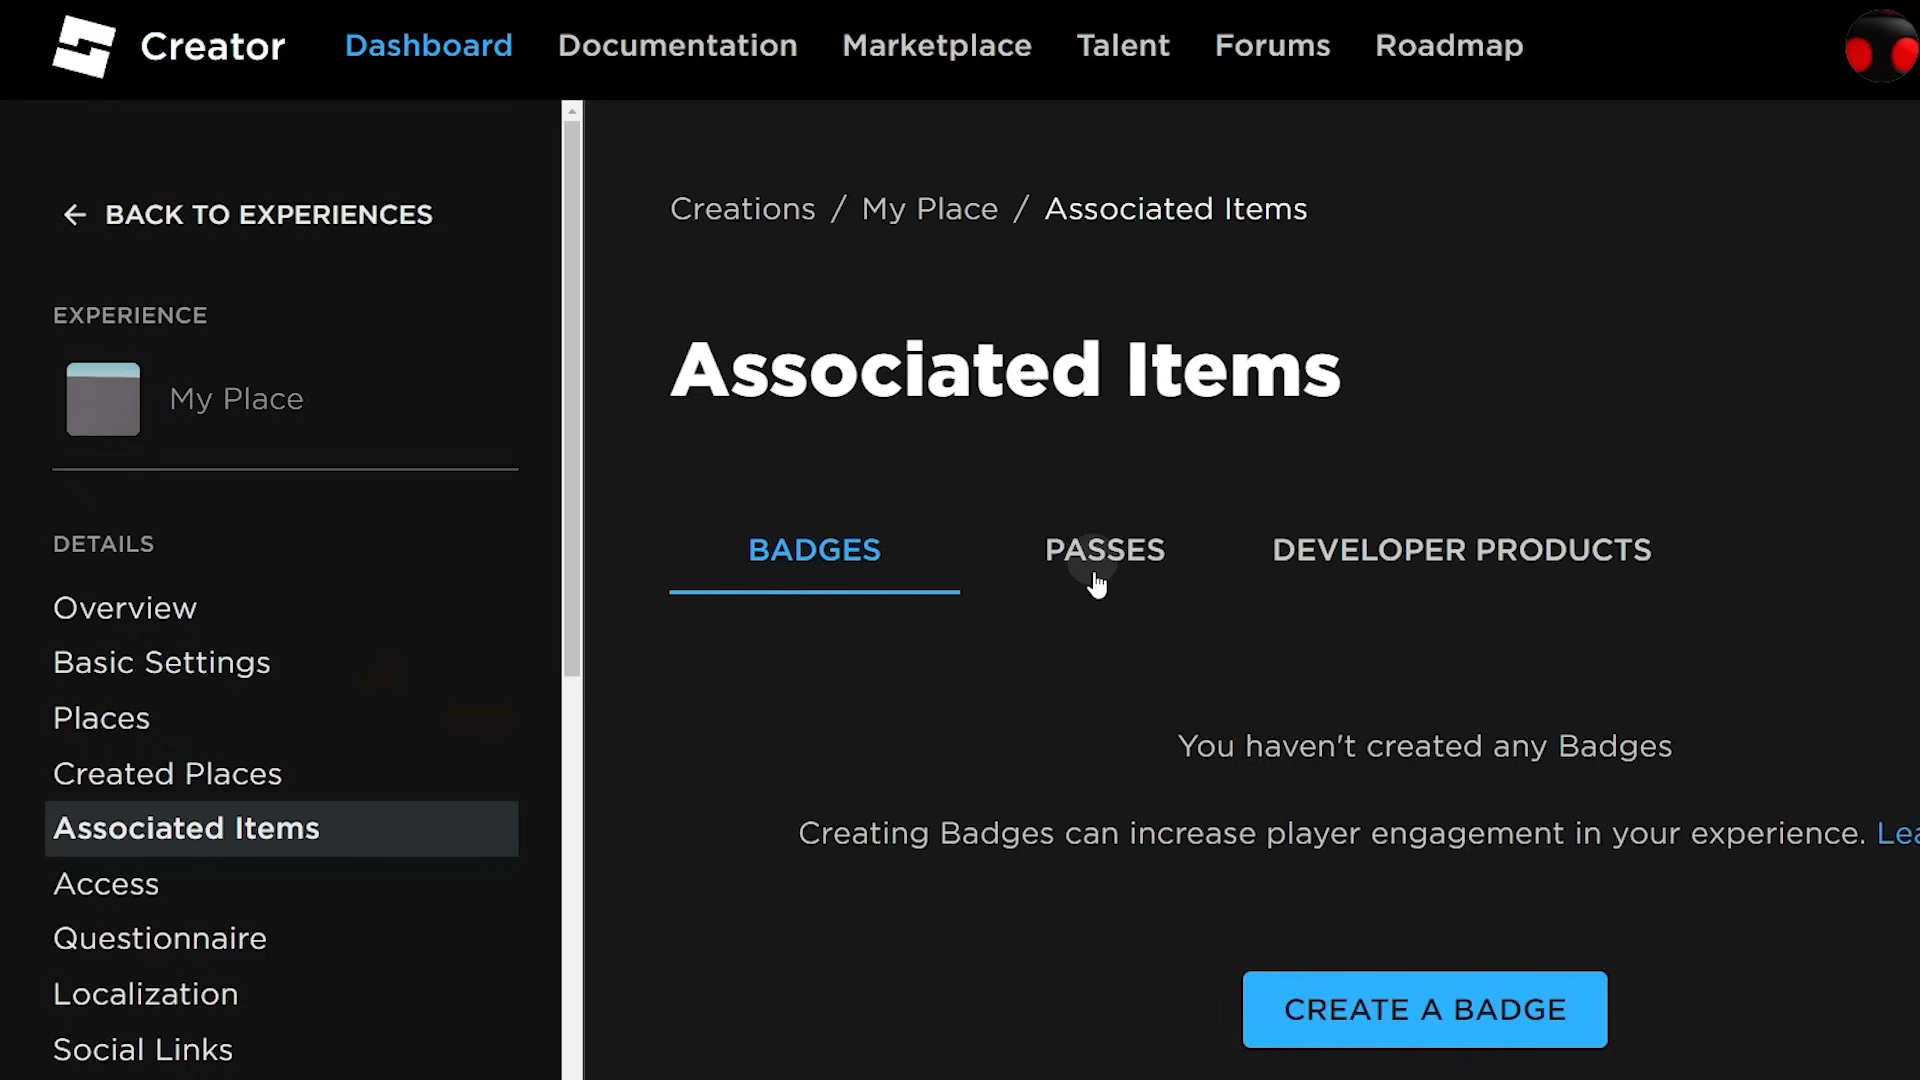 Creator Dashboard Documentation Marketplace Talent Forums Roadmap
BACK TO EXPERIENCES
EXPERIENCE
My Place
DETAILS
Overview
Basic Settings
Places
Created Places
Associated Items
Access
Questionnaire
Localization
Social Links
Creations / My Place / Associated Items
Associated Items
BADGES PASSES DEVELOPER PRODUCTS
You haven't created any Badges
Creating Badges can increase player engagement in your experience. Lea
CREATE A BADGE